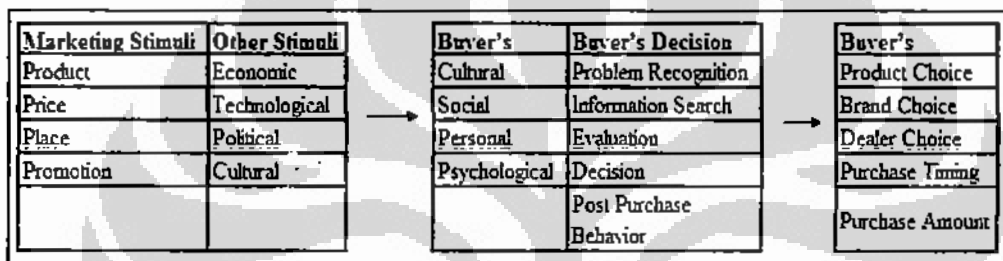 Marketing Stimuli Other Stimuli
Product Economic
Price Technological
Place Political
Promotion Cultural
Buyer's Buyer's Decision
Cultural Problem Recognition
Social Information Search
Personal Evaluation
Psychological Decision
Post Purchase
Behavior
Buyer's
Product Choice
Brand Choice
Dealer Choice
Purchase Timing
Purchase Amount